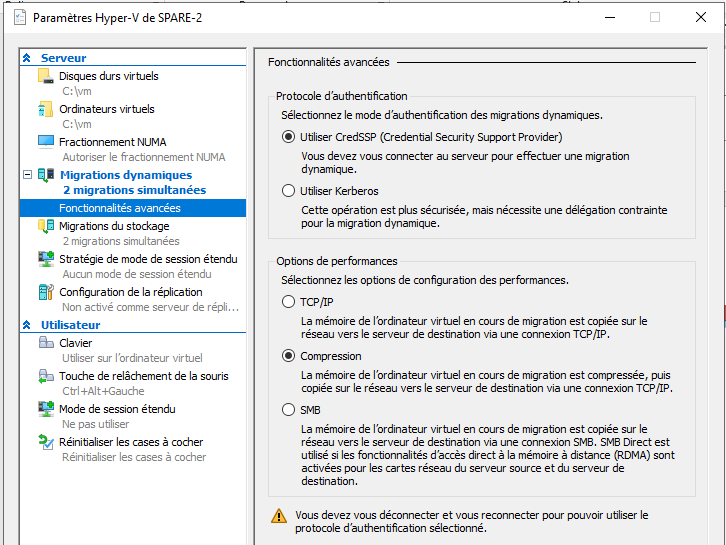 Paramètres Hyper-V de SPARE-2
Serveur
Disques durs virtuels
C:\vm
Ordinateurs virtuels
C:\vm
Fractionnement NUMA
Autoriser le fractionnement NUMA
Migrations dynamiques
2 migrations simultanées
Fonctionnalités avancées
Migrations du stockage
2 migrations simultanées
Stratégie de mode de session étendu
Aucun mode de session étendu
Configuration de la réplication
Non activé comme serveur de répli...
Utilisateur
Clavier
Utiliser sur l'ordinateur virtuel
Touche de relâchement de la souris
Ctrl+Alt+Gauche
Mode de session étendu
Ne pas utiliser
Réinitialiser les cases à cocher
Réinitialiser les cases à cocher
Fonctionnalités avancées
Protocole d'authentification
Sélectionnez le mode d'authentification des migrations dynamiques.
Utiliser CredSSP (Credential Security Support Provider)
Vous devez vous connecter au serveur pour effectuer une migration
dynamique.
Utiliser Kerberos
Cette opération est plus sécurisée, mais nécessite une délégation contrainte
pour la migration dynamique.
Options de performances
Sélectionnez les options de configuration des performances.
TCP/IP
La mémoire de l'ordinateur virtuel en cours de migration est copiée sur le
réseau vers le serveur de destination via une connexion TCP/IP.
Compression
La mémoire de l'ordinateur virtuel en cours de migration est compressée, puis
copiée sur le réseau vers le serveur de destination via une connexion TCP/IP.
SMB
La mémoire de l'ordinateur virtuel en cours de migration est copiée sur le
réseau vers le serveur de destination via une connexion SMB. SMB Direct est
utilisé si les fonctionnalités d'accès direct à la mémoire à distance (RDMA) sont
activées pour les cartes réseau du serveur source et du serveur de
destination.
Vous devez vous déconnecter et vous reconnecter pour pouvoir utiliser le
protocole d'authentification sélectionné.